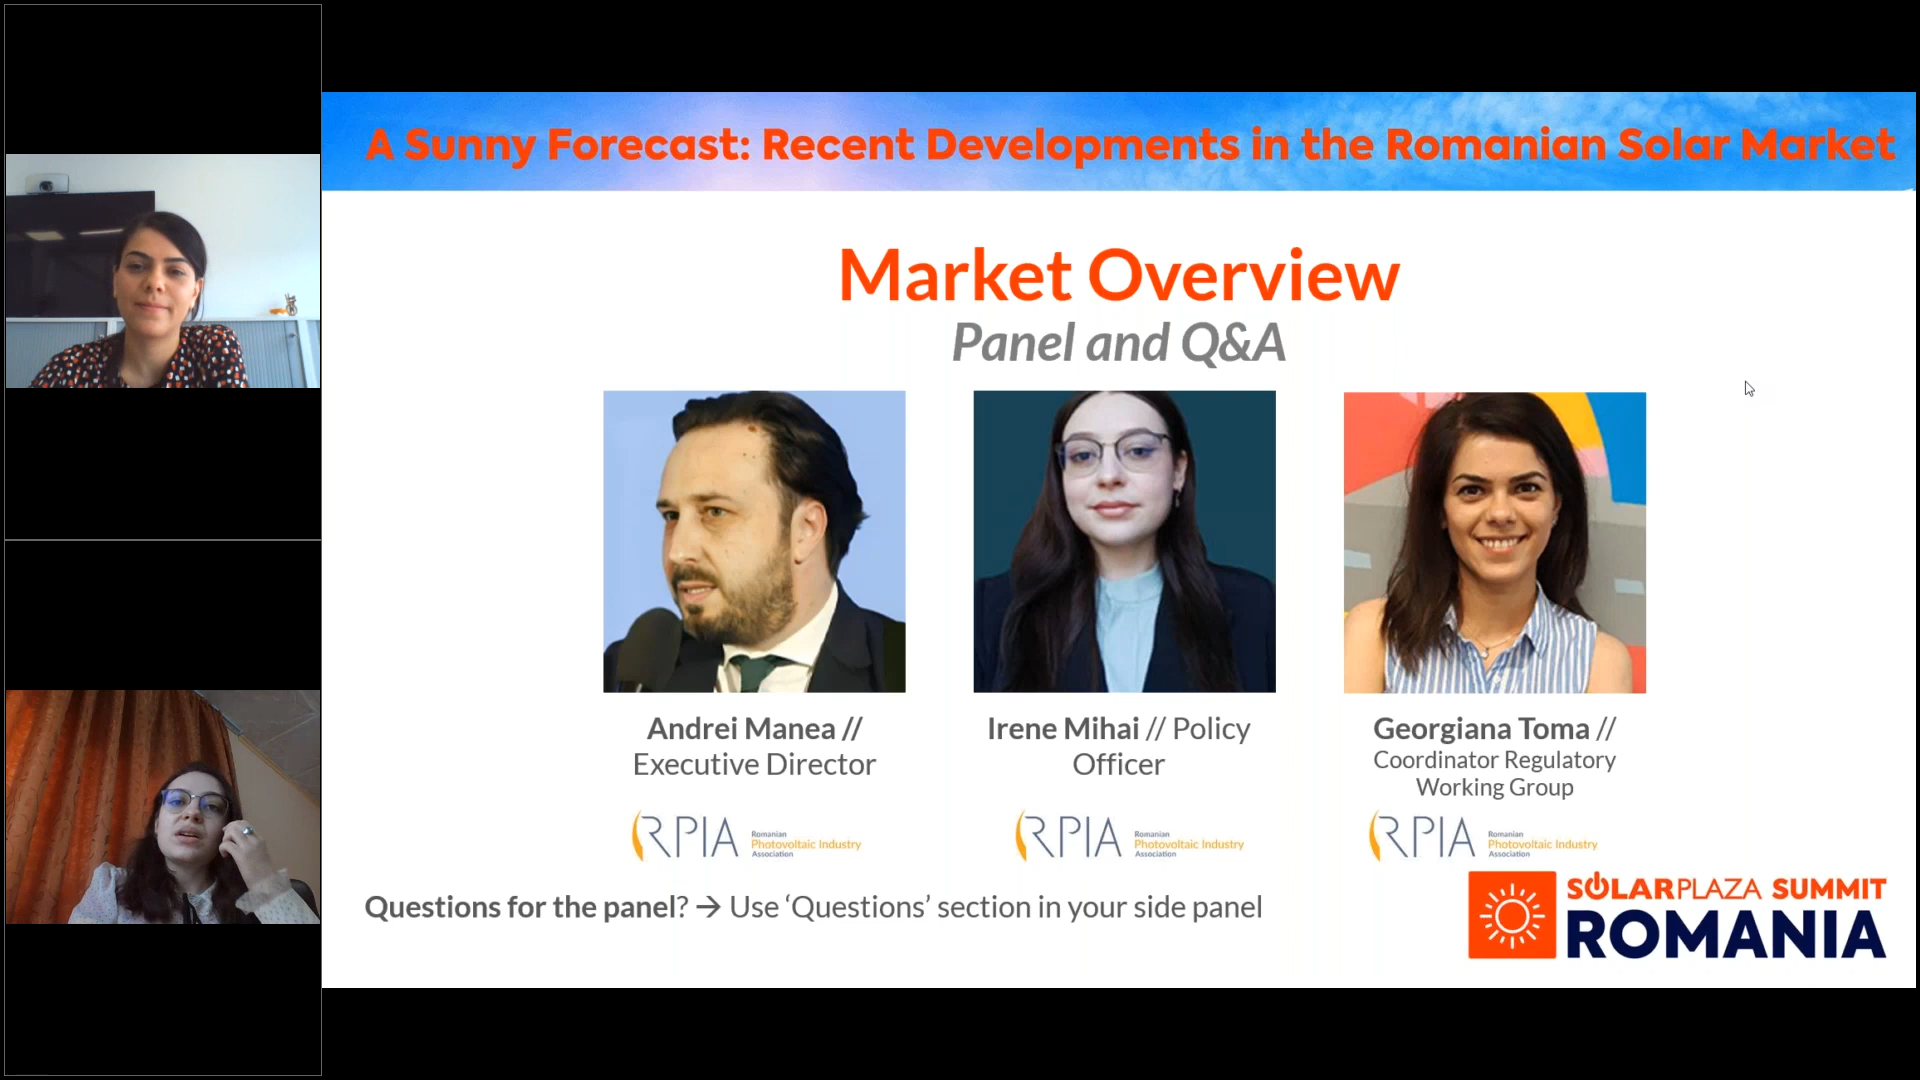 A Sunny Forecast: Recent Developments in the Romanian Solar Market
Market Overview
Panel and Q&A
Andrei Manea //
Executive Director
RPIA Romanian
Photovoltaic Industry
Association
Irene Mihai // Policy
Officer
RPIA Romanian
Photovoltaic Industry
Association
Georgiana Toma //
Coordinator Regulatory
Working Group
RPIA Romanian
Photovoltaic Industry
Association
Questions for the panel? → Use ‘Questions’ section in your side panel
SOLARPLAZA SUMMIT
ROMANIA